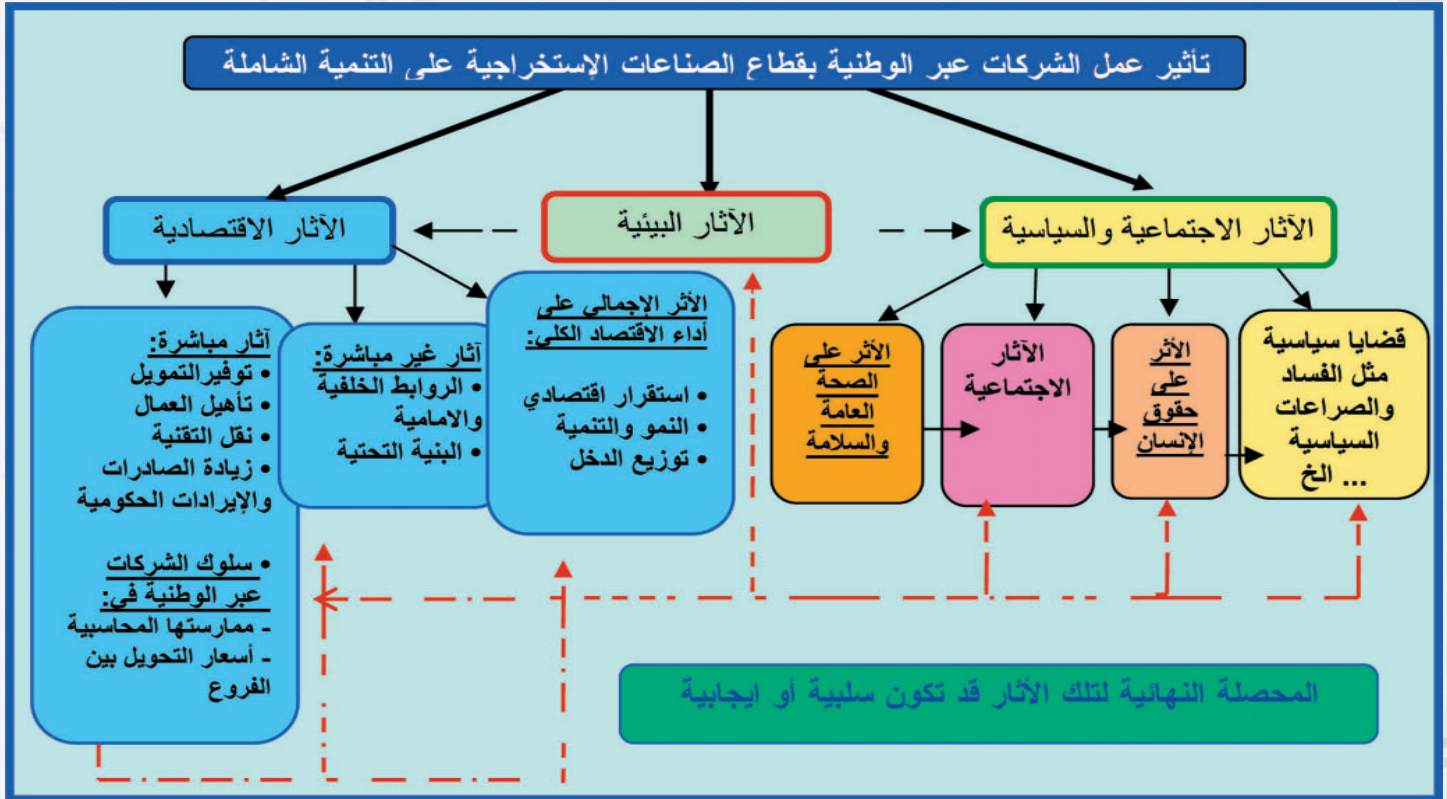 تأثير عمل الشركات عبر الوطنية بقطاع الصناعات الإستخراجية على التنمية الشاملة
الآثار الاجتماعية والسياسية
الآثار البيئية
الآثار الاقتصادية
قضايا سياسية
مثل الفساد
والصراعات
السياسية
... الخ
الأثر
على
حقوق
الإنسان
الآثار
الاجتماعية
الأثر على
الصحة
العامة
والسلامة
الأثر الإجمالي على
أداء الاقتصاد الكلي:
• استقرار اقتصادي
• النمو والتنمية
• توزيع الدخل
آثار غير مباشرة:
• الروابط الخلفية
والامامية
• البنية التحتية
آثار مباشرة:
• توفيرالتمويل
• تأهيل العمال
• نقل التقنية
• زيادة الصادرات
والإيرادات الحكومية
• سلوك الشركات
عبر الوطنية في:
- ممارستها المحاسبية
- أسعار التحويل بين
الفروع
المحصلة النهائية لتلك الأثار قد تكون سلبية أو ايجابية